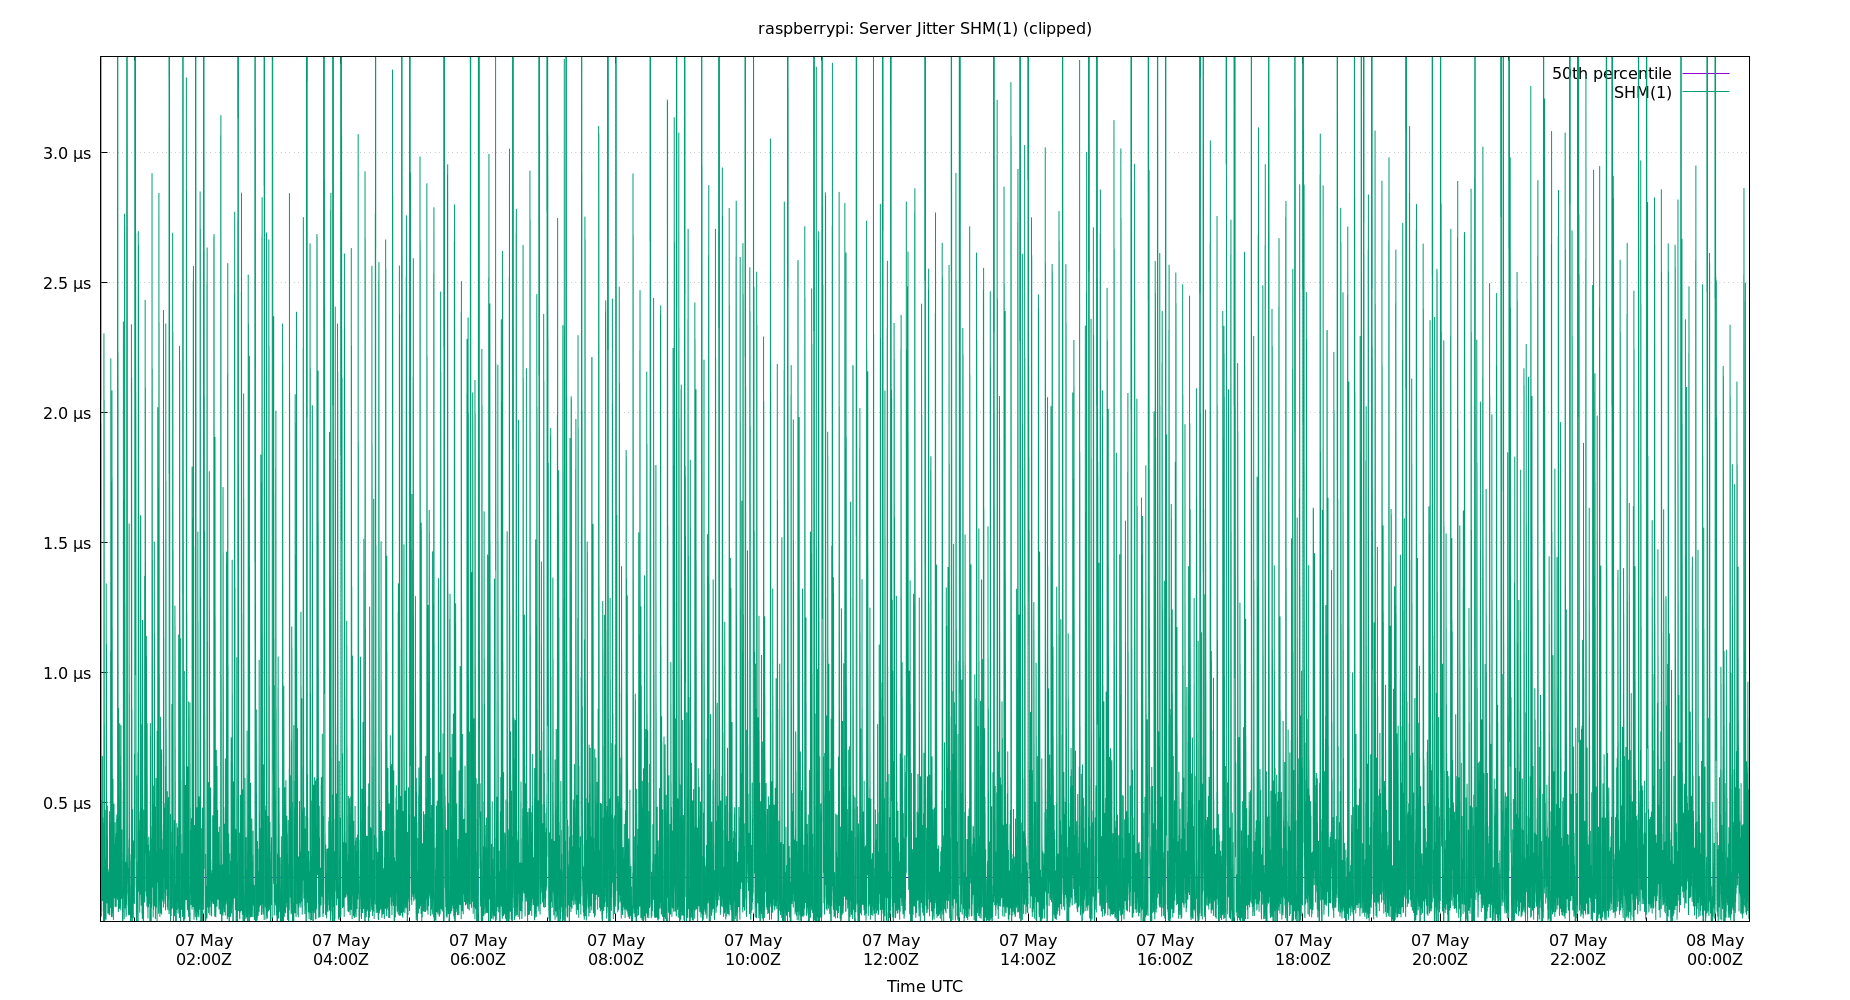 raspberrypi: Server Jitter SHM(1) (clipped)
50th percentile
SHM(1)
3.0 µs
2.5 µs
2.0 µs
1.5 µs
1.0 µs
0.5 µs
07 May 07 May 07 May 07 May 07 May 07 May 07 May 07 May 07 May 07 May 07 May 08 May
02:00Z 04:00Z 06:00Z 08:00Z 10:00Z 12:00Z 14:00Z 16:00Z 18:00Z 20:00Z 22:00Z 00:00Z
Time UTC